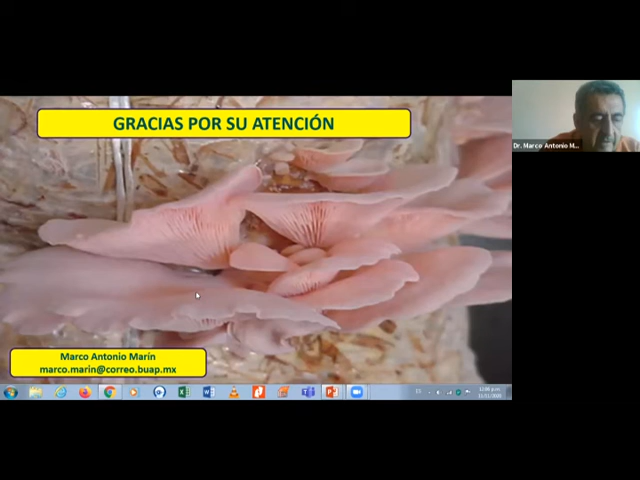 GRACIAS POR SU ATENCIÓN
Dr. Marco Antonio M...
Marco Antonio Marín
marco.marin@correo.buap.mx